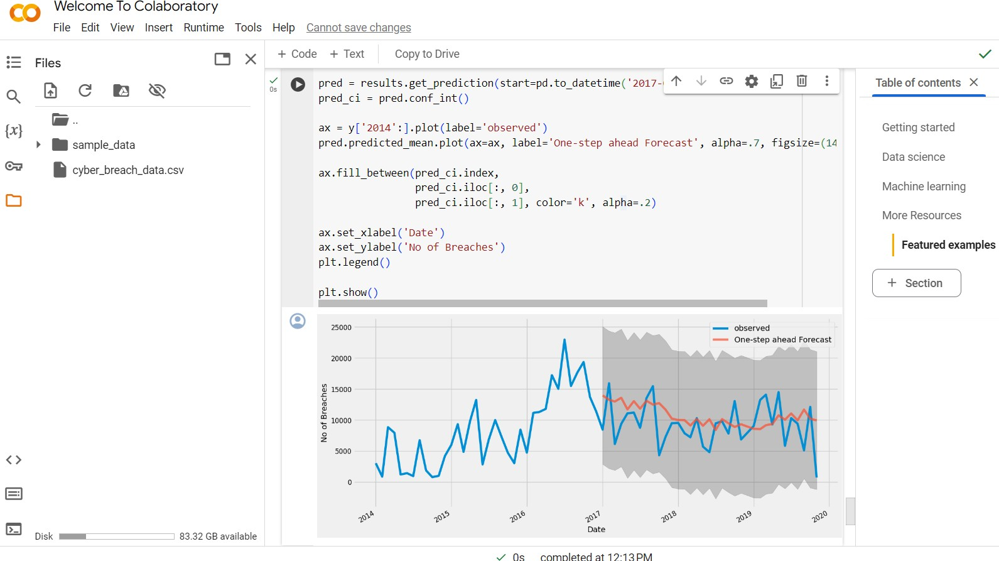 Welcome To Colaboratory
File Edit View Insert Runtime Tools Help Cannot save changes
Files
..
sample_data
cyber_breach_data.csv
Disk 83.32 GB available
+ Code + Text Copy to Drive
0s
pred = results.get_prediction(start=pd.to_datetime('2017-
pred_ci = pred.conf_int()
ax = y['2014':].plot(label='observed')
pred.predicted_mean.plot(ax=ax, label='One-step ahead Forecast', alpha=.7, figsize=(14
ax.fill_between(pred_ci.index,
pred_ci.iloc[:, 0],
pred_ci.iloc[:, 1], color='k', alpha=.2)
ax.set_xlabel('Date')
ax.set_ylabel('No of Breaches')
plt.legend()
plt.show()
observed
One-step ahead Forecast
25000
20000
15000
10000
5000
0
No of Breaches
2014 2015 2016 2017 2018 2019 2020
Date
Table of contents
Getting started
Data science
Machine learning
More Resources
Featured examples
+ Section
0s completed at 12:13 PM